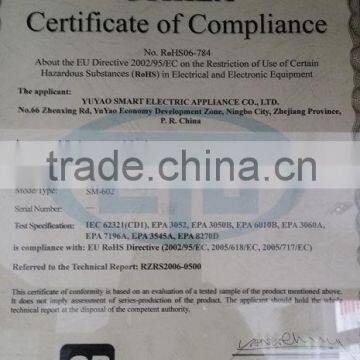 Certificate of Compliance
No. RoHS06-784
About the EU Directive 2002/95/EC on the Restriction of Use of Certain
Hazardous Substances (RoHS) in Electrical and Electronic Equipment
The applicant:
YUYAO SMART ELECTRIC APPLIANCE CO., LTD.
No.66 Zhenxing Rd, YuYao Economy Development Zone, Ningbo City, Zhejiang Province,
P. R. China
trade.china.cn
Model/Type: SM-602
Serial Number: —
Test Specification: IEC 62321(CD1), EPA 3052, EPA 3050B, EPA 6010B, EPA 3060A,
EPA 7196A, EPA 3545A, EPA 8270D
is compliance with: EU RoHS Directive (2002/95/EC, 2005/618/EC, 2005/717/EC)
Referred to the Technical Report: RZRS2006-0500
This certificate of conformity is based on an evaluation of a tested sample of the product mentioned above.
It does not imply assessment of series-production of the product. The applicant should hold the whole
technical report at the disposal of the competent authority.